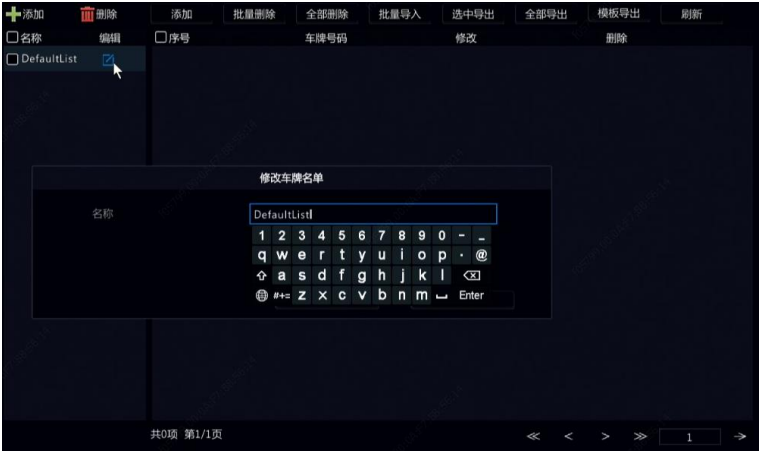 添加 删除 添加 批量删除 全部删除 批量导入 选中导出 全部导出 模板导出 刷新
名称 编辑 序号 车牌号码 修改 删除
DefaultList
修改车牌名单
名称 DefaultList
1 2 3 4 5 6 7 8 9 0 - _
q w e r t y u i o p · @
a s d f g h j k l
#+= z x c v b n m Enter
共0项 第1/1页 ≪ < > ≫ 1 →